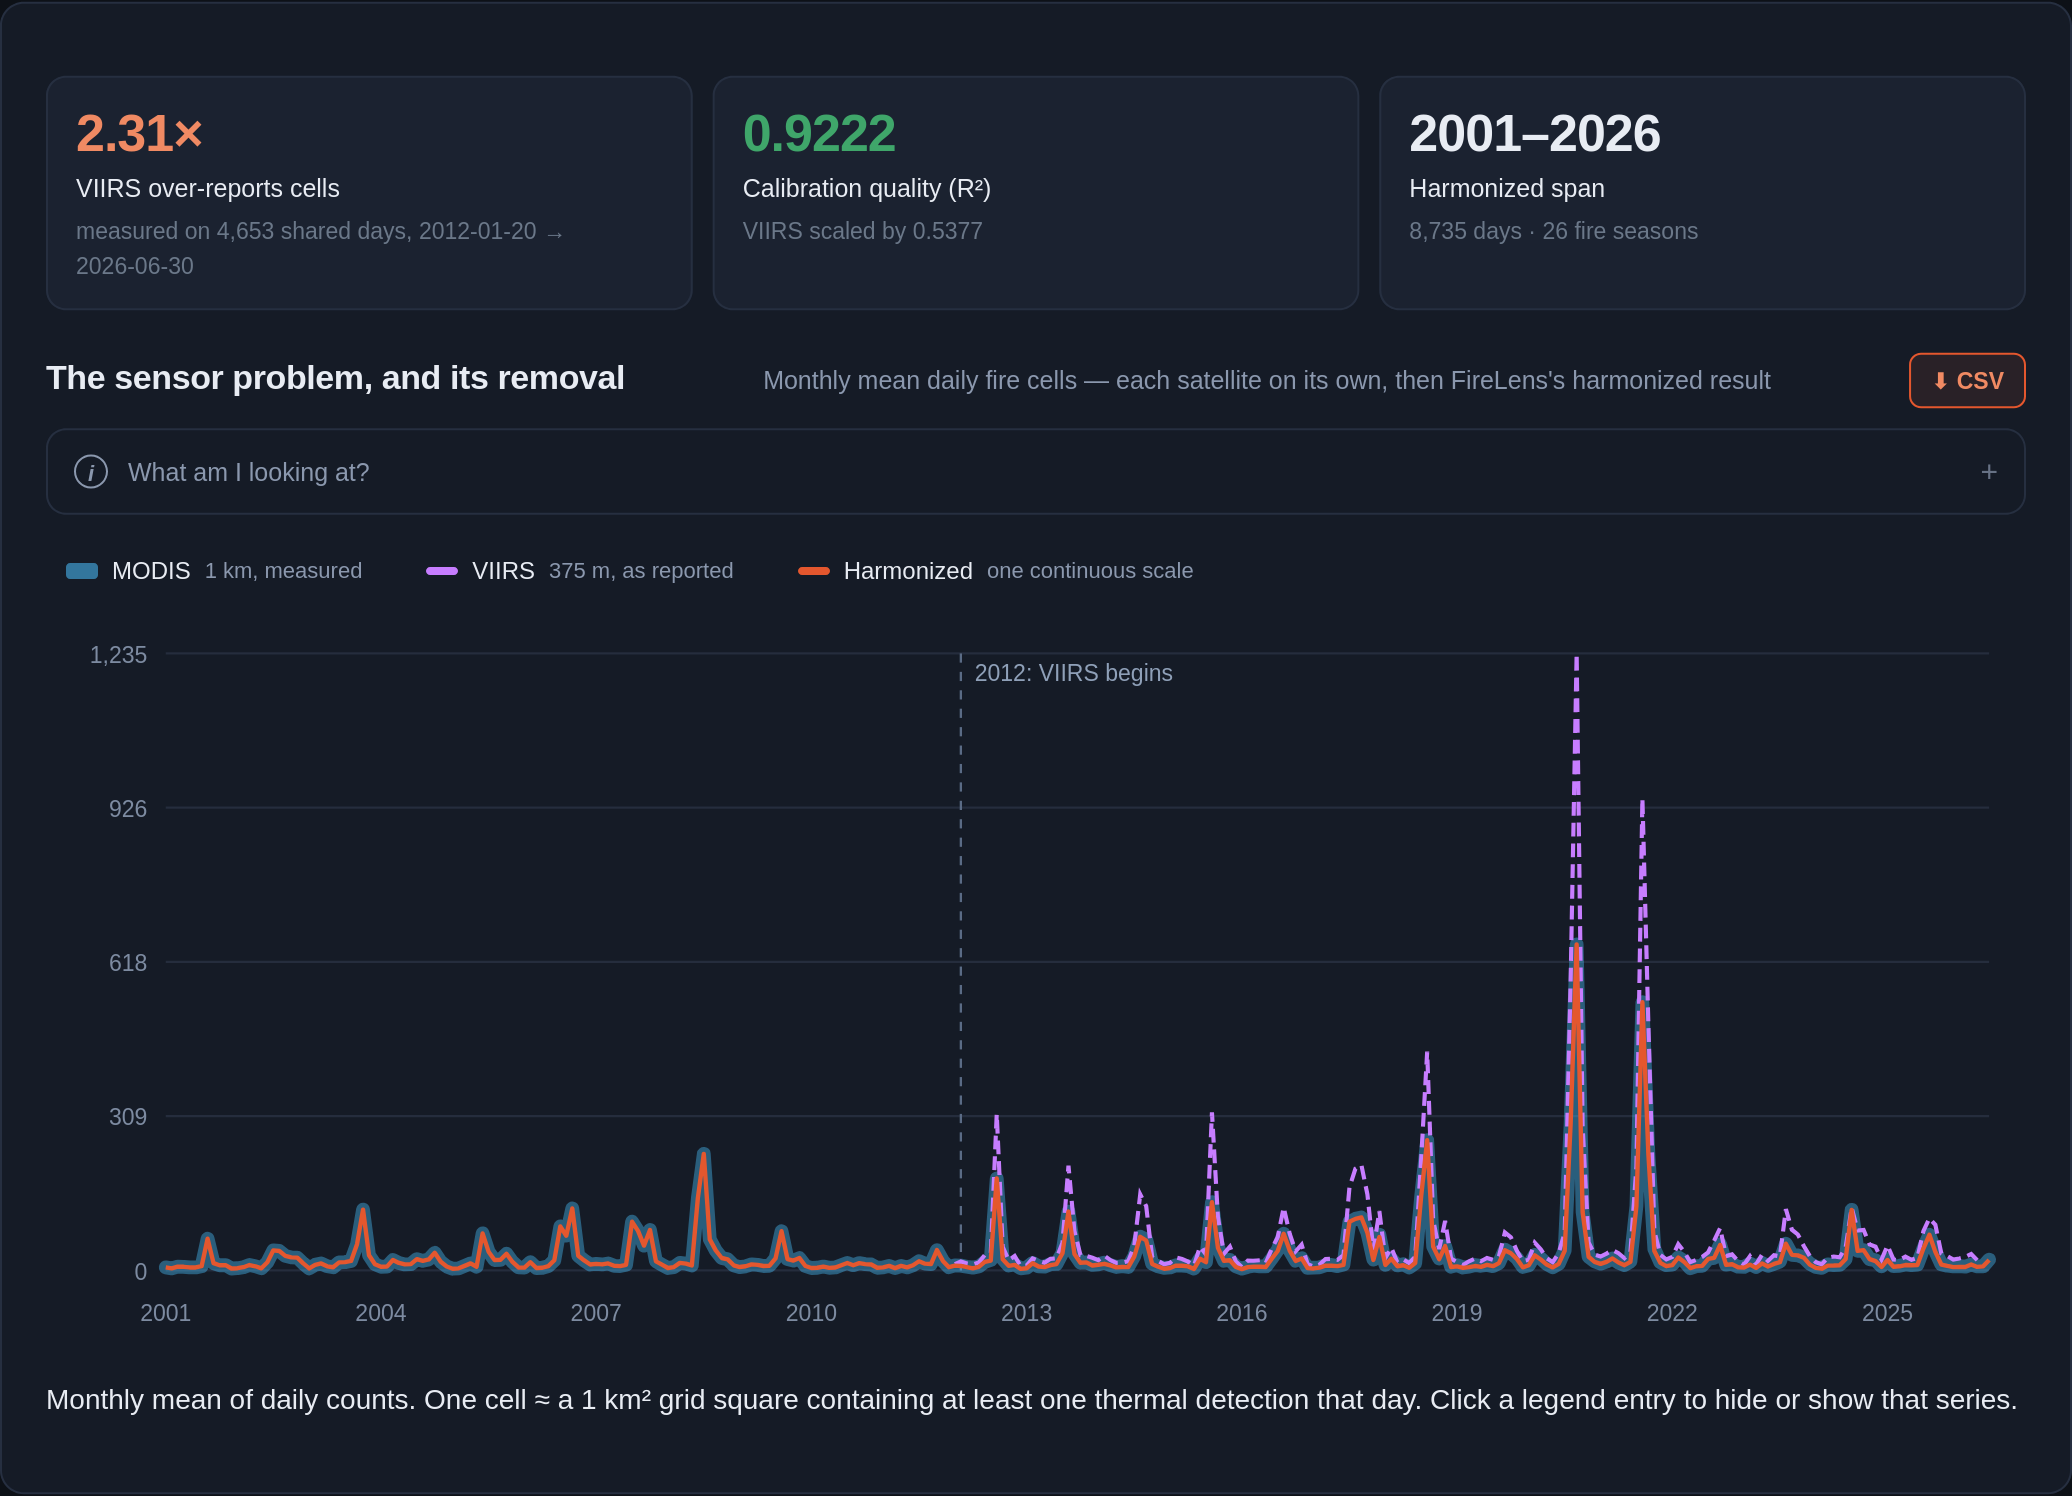 2.31×
VIIRS over-reports cells
measured on 4,653 shared days, 2012-01-20 →
2026-06-30
0.9222
Calibration quality (R²)
VIIRS scaled by 0.5377
2001–2026
Harmonized span
8,735 days · 26 fire seasons
The sensor problem, and its removal
Monthly mean daily fire cells — each satellite on its own, then FireLens's harmonized result
⬇ CSV
i What am I looking at? +
MODIS 1 km, measured
VIIRS 375 m, as reported
Harmonized one continuous scale
1,235
2012: VIIRS begins
926
618
309
0
2001 2004 2007 2010 2013 2016 2019 2022 2025
Monthly mean of daily counts. One cell ≈ a 1 km² grid square containing at least one thermal detection that day. Click a legend entry to hide or show that series.